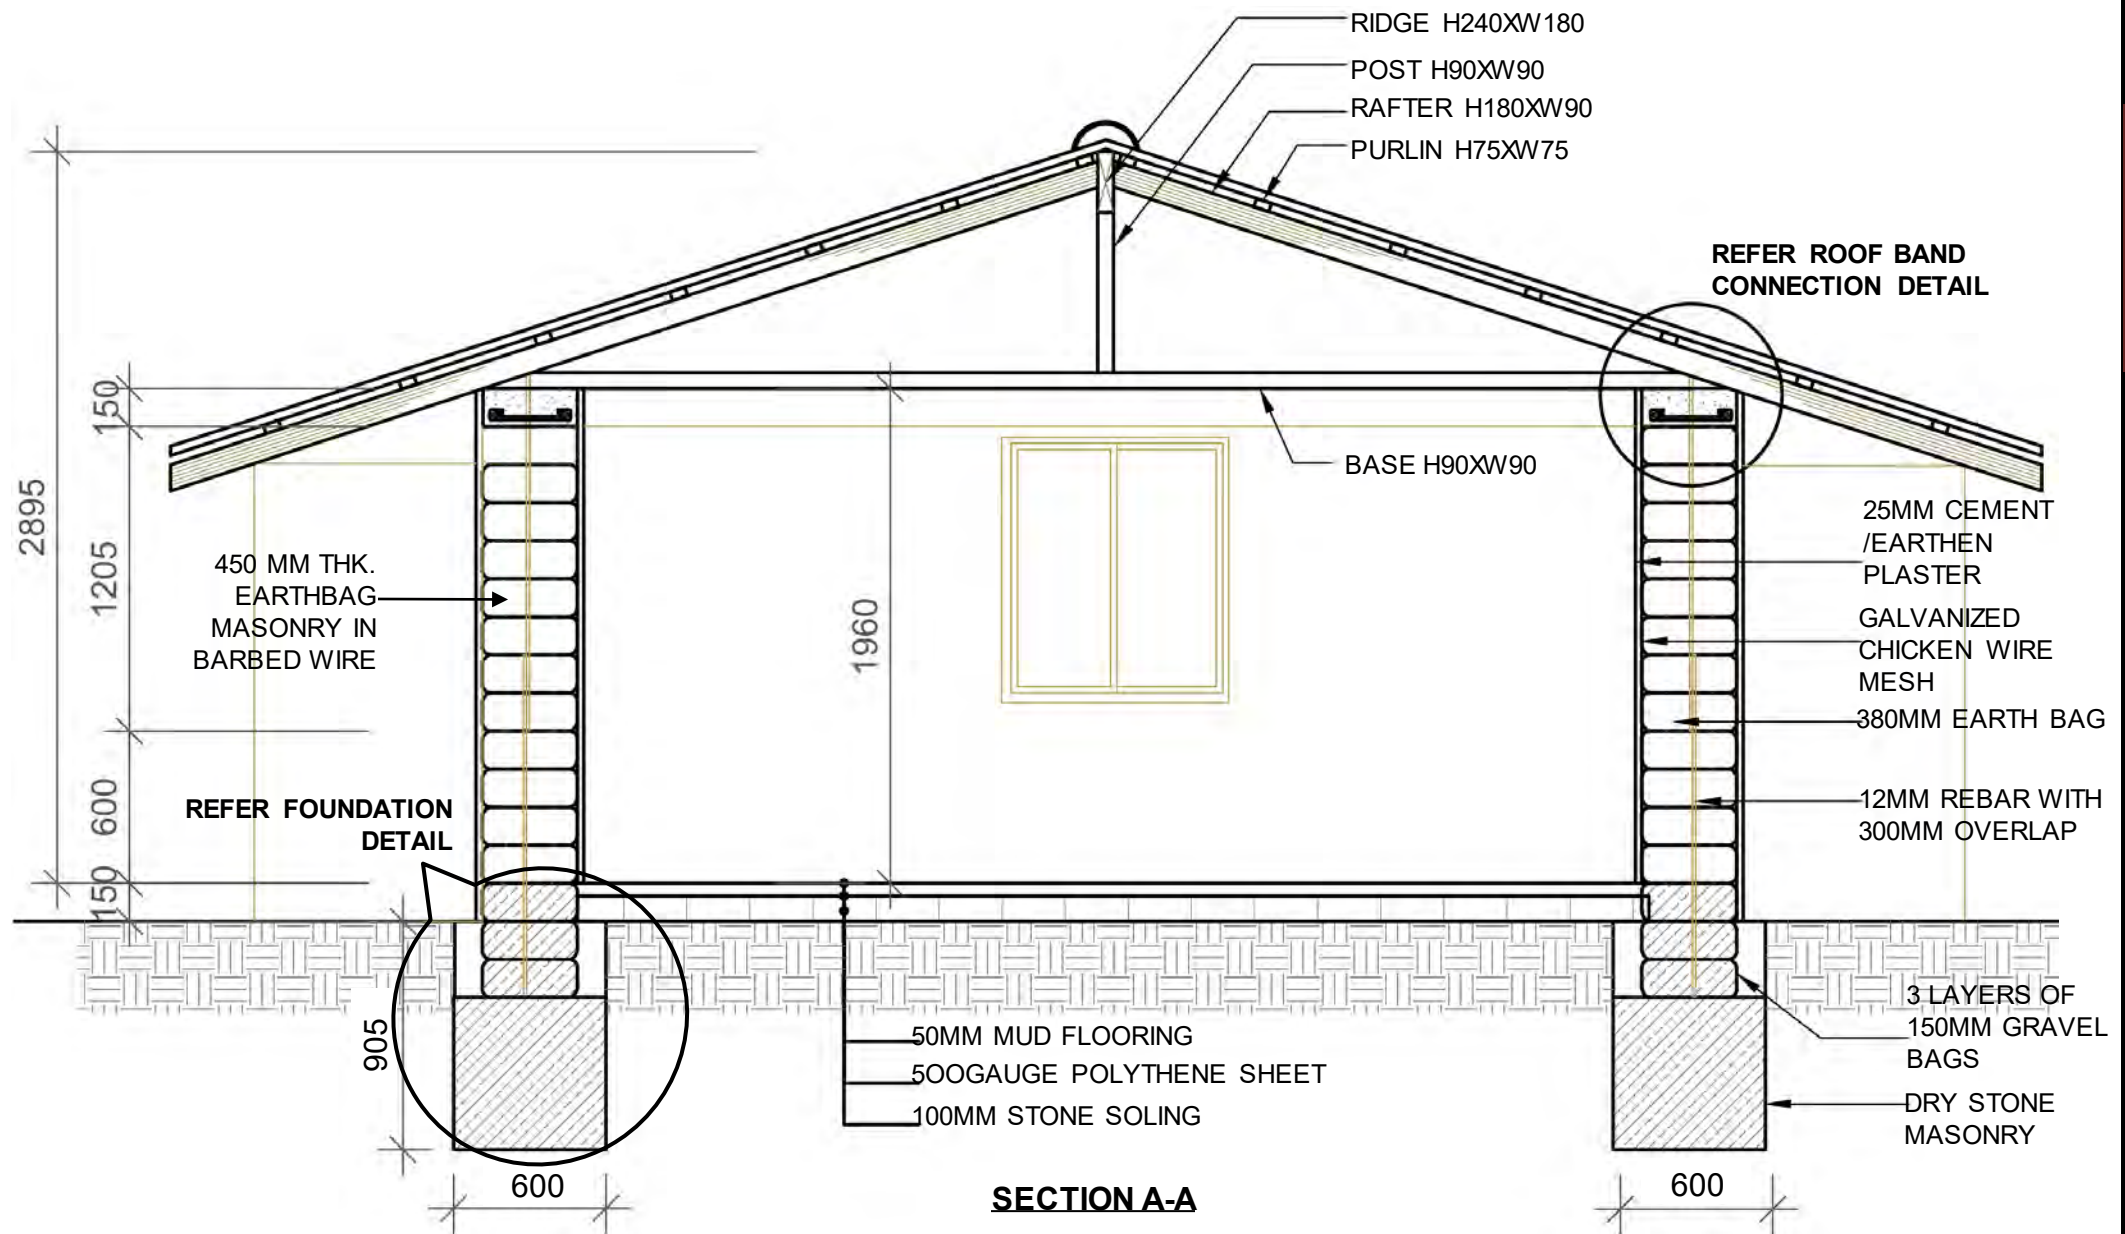 RIDGE H240XW180
POST H90XW90
RAFTER H180XW90
PURLIN H75XW75
REFER ROOF BAND
CONNECTION DETAIL
150
BASE H90XW90
2895
1205
450 MM THK.
EARTHBAG
MASONRY IN
BARBED WIRE
1960
25MM CEMENT
/EARTHEN
PLASTER
GALVANIZED
CHICKEN WIRE
MESH
380MM EARTH BAG
600
REFER FOUNDATION
DETAIL
12MM REBAR WITH
300MM OVERLAP
150
905
3 LAYERS OF
150MM GRAVEL
BAGS
50MM MUD FLOORING
5OOGAUGE POLYTHENE SHEET
100MM STONE SOLING
DRY STONE
MASONRY
600
SECTION A-A
600